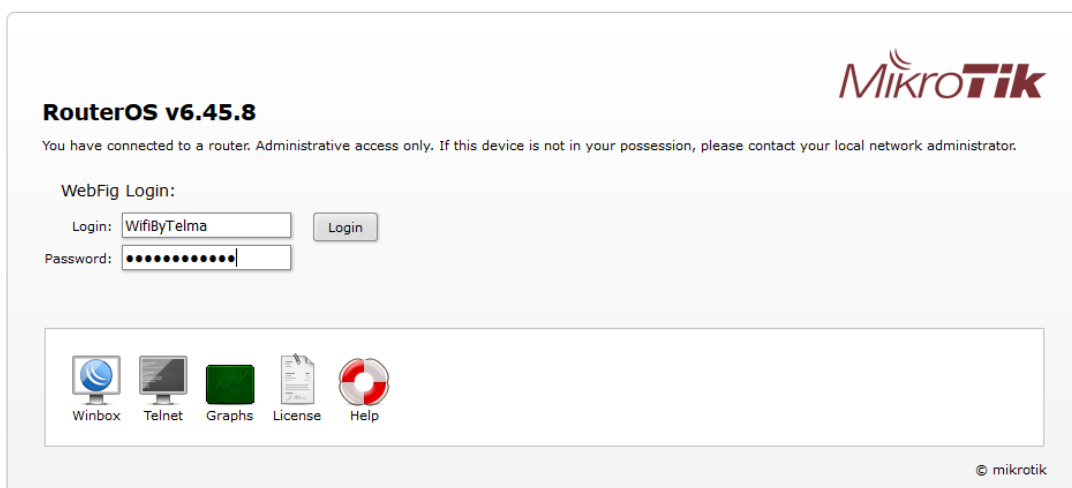 MikroTik
RouterOS v6.45.8
You have connected to a router. Administrative access only. If this device is not in your possession, please contact your local network administrator.
WebFig Login:
Login: WifiByTelma Login
Password: ●●●●●●●●●●●●
Winbox Telnet Graphs License Help
© mikrotik